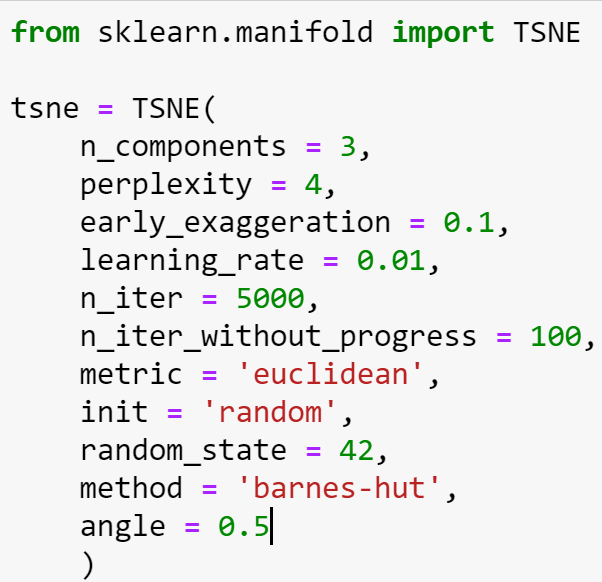 from sklearn.manifold import TSNE
tsne = TSNE(
n_components = 3,
perplexity = 4,
early_exaggeration = 0.1,
learning_rate = 0.01,
n_iter = 5000,
n_iter_without_progress = 100,
metric = 'euclidean',
init = 'random',
random_state = 42,
method = 'barnes-hut',
angle = 0.5
)